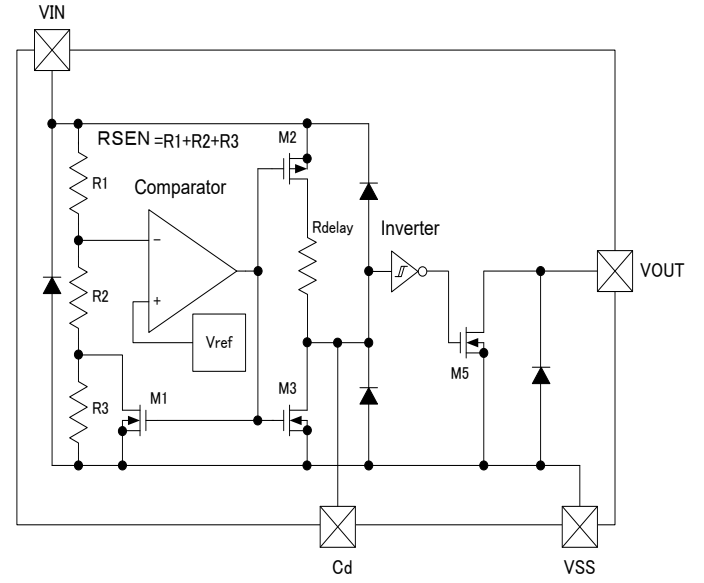 VIN
RSEN =R1+R2+R3
M2
R1
Comparator
Rdelay
Inverter
−
VOUT
R2
+
Vref
M5
M1
M3
R3
Cd
VSS